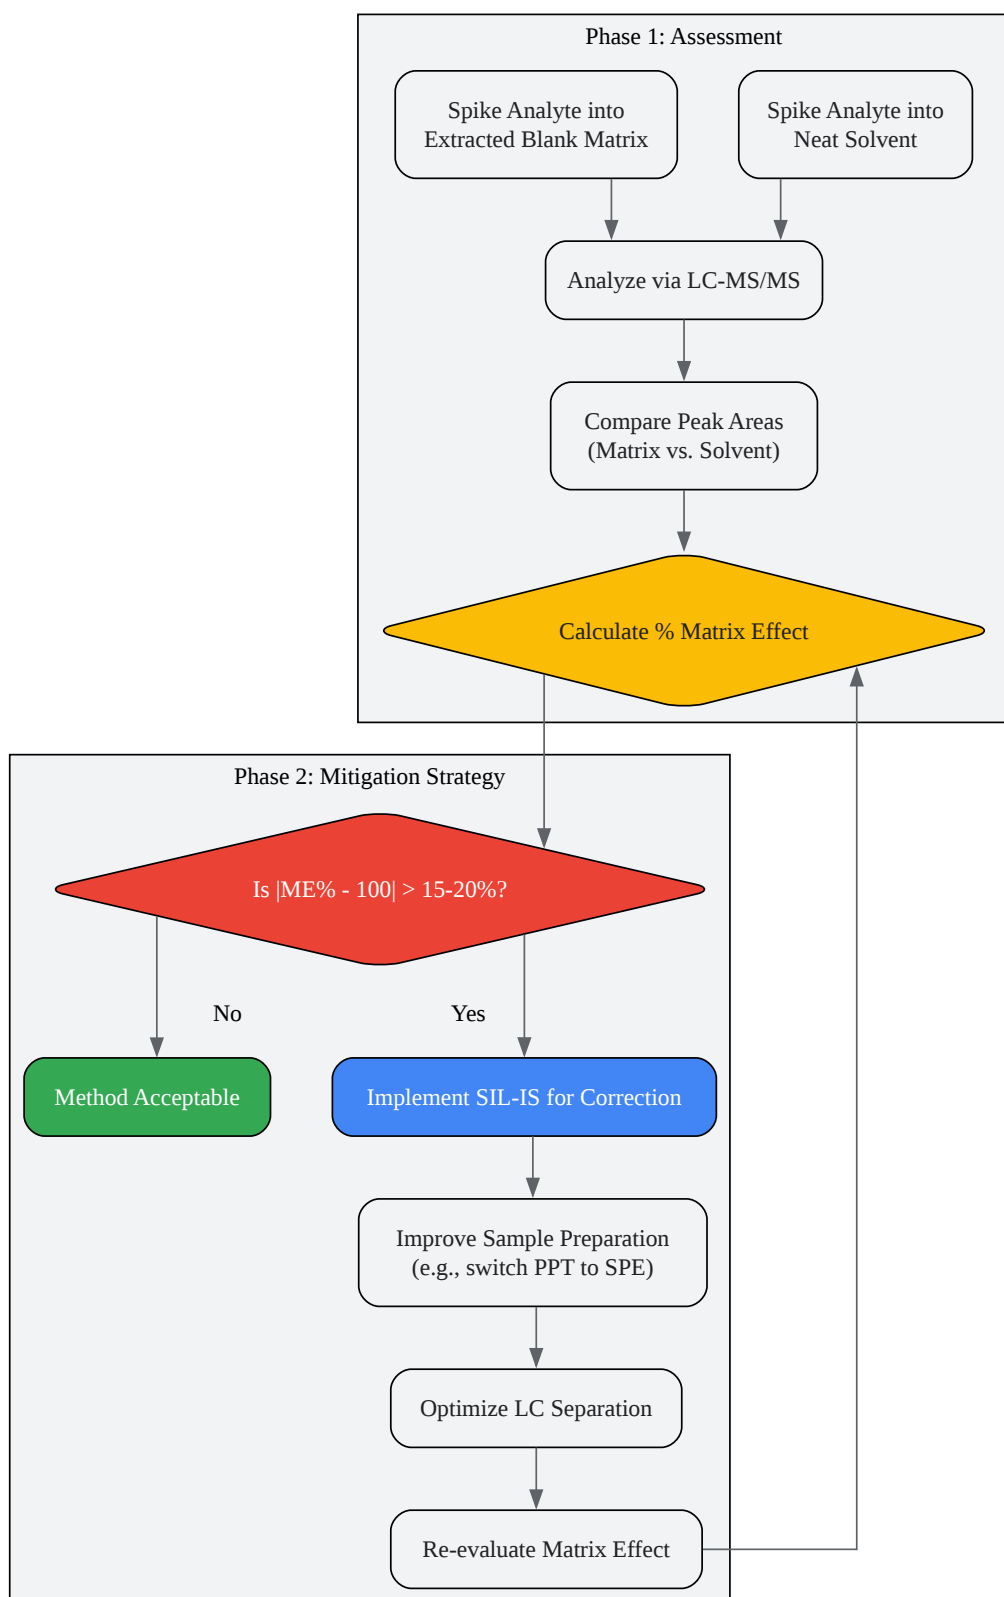 Phase 1: Assessment
Spike Analyte into
Extracted Blank Matrix
Spike Analyte into
Neat Solvent
Analyze via LC-MS/MS
Compare Peak Areas
(Matrix vs. Solvent)
Calculate % Matrix Effect
Phase 2: Mitigation Strategy
Is |ME% - 100| > 15-20%?
No
Yes
Method Acceptable
Implement SIL-IS for Correction
Improve Sample Preparation
(e.g., switch PPT to SPE)
Optimize LC Separation
Re-evaluate Matrix Effect